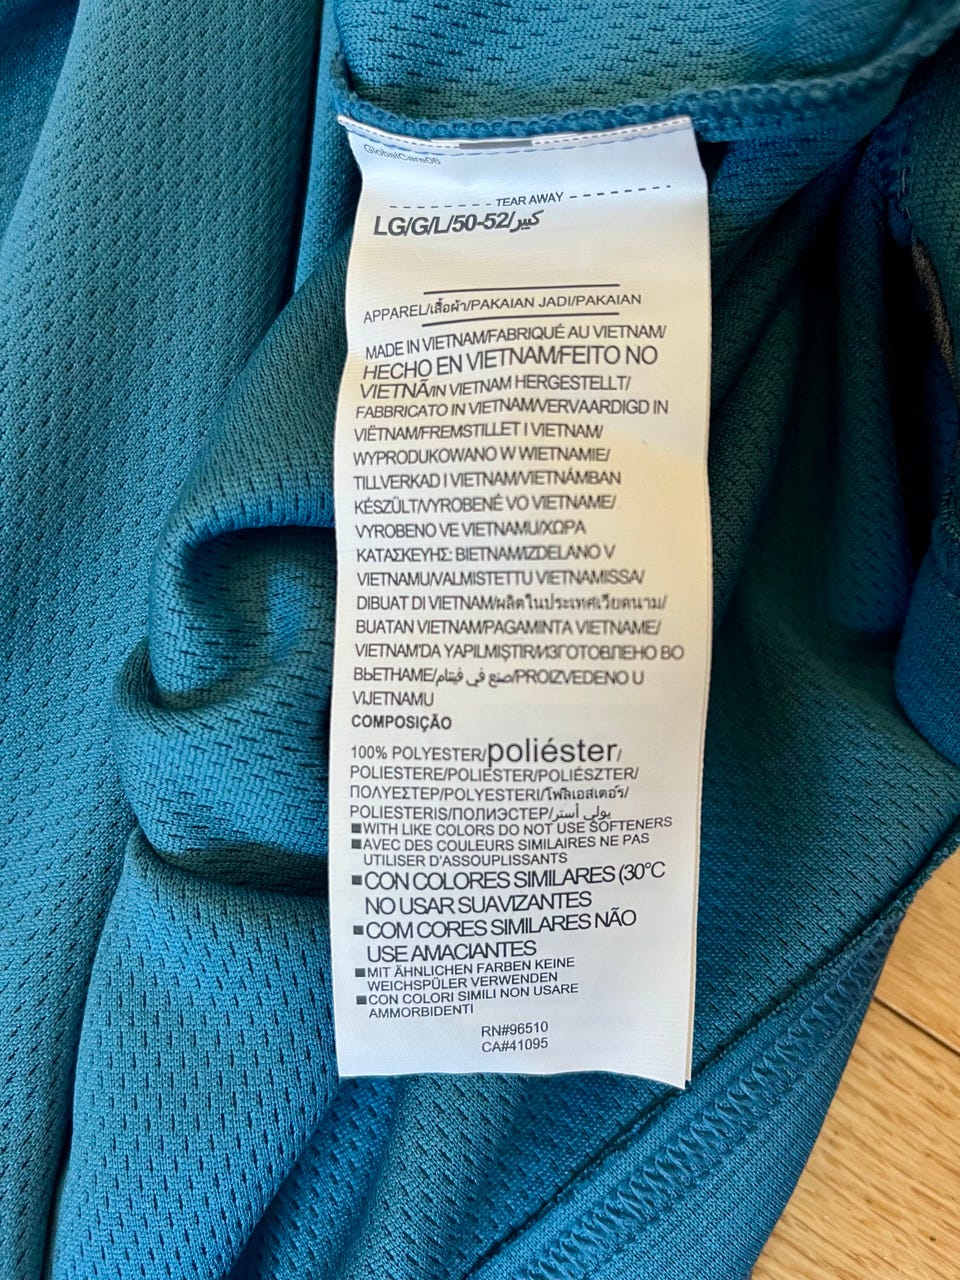 GlobalCare06
TEAR AWAY
LG/G/L/50-52/كبير
APPAREL/เสื้อผ้า/PAKAIAN JADI/PAKAIAN
MADE IN VIETNAM/FABRIQUÉ AU VIETNAM/
HECHO EN VIETNAM/FEITO NO
VIETNÃ/IN VIETNAM HERGESTELLT/
FABBRICATO IN VIETNAM/VERVAARDIGD IN
VIËTNAM/FREMSTILLET I VIETNAM/
WYPRODUKOWANO W WIETNAMIE/
TILLVERKAD I VIETNAM/VIETNÁMBAN
KÉSZÜLT/VYROBENÉ VO VIETNAME/
VYROBENO VE VIETNAMU/ΧΩΡΑ
ΚΑΤΑΣΚΕΥΗΣ: ΒΙΕΤΝΑΜ/IZDELANO V
VIETNAMU/VALMISTETTU VIETNAMISSA/
DIBUAT DI VIETNAM/ผลิตในประเทศเวียดนาม/
BUATAN VIETNAM/PAGAMINTA VIETNAME/
VIETNAM'DA YAPILMIŞTIR/ИЗГОТОВЛЕНО ВО
ВЬЕТНАМЕ/صنع في فيتنام/PROIZVEDENO U
VIJETNAMU
COMPOSIÇÃO
100% POLYESTER/poliéster/
POLIESTERE/POLIESTER/POLIÉSZTER/
ΠΟΛΥΕΣΤΕΡ/POLYESTERI/โพลิเอสเตอร์/
POLIESTERIS/ПОЛИЭСТЕР/يولي أستر
WITH LIKE COLORS DO NOT USE SOFTENERS
AVEC DES COULEURS SIMILAIRES NE PAS
UTILISER D'ASSOUPLISSANTS
CON COLORES SIMILARES (30°C
NO USAR SUAVIZANTES
COM CORES SIMILARES NÃO
USE AMACIANTES
MIT ÄHNLICHEN FARBEN KEINE
WEICHSPÜLER VERWENDEN
CON COLORI SIMILI NON USARE
AMMORBIDENTI
RN#96510
CA#41095